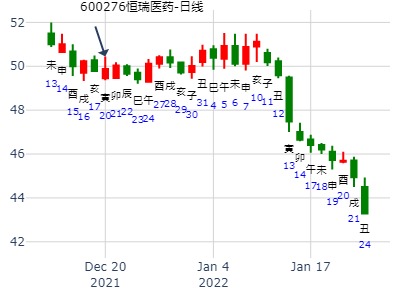 600276恒瑞医药-日线
52
50
48
46
44
42
未 申 酉 戌 亥 寅 卯 辰 巳 午 酉 戌 亥 子 丑 巳 午 未 申 亥 子 丑 寅 卯 午 未 申 酉 戌 丑
13 14 15 16 17 20 21 22 23 24 27 28 29 30 31 4 5 6 7 10 11 12 13 14 17 18 19 20 21 24
Dec 20 Jan 4 Jan 17
2021 2022